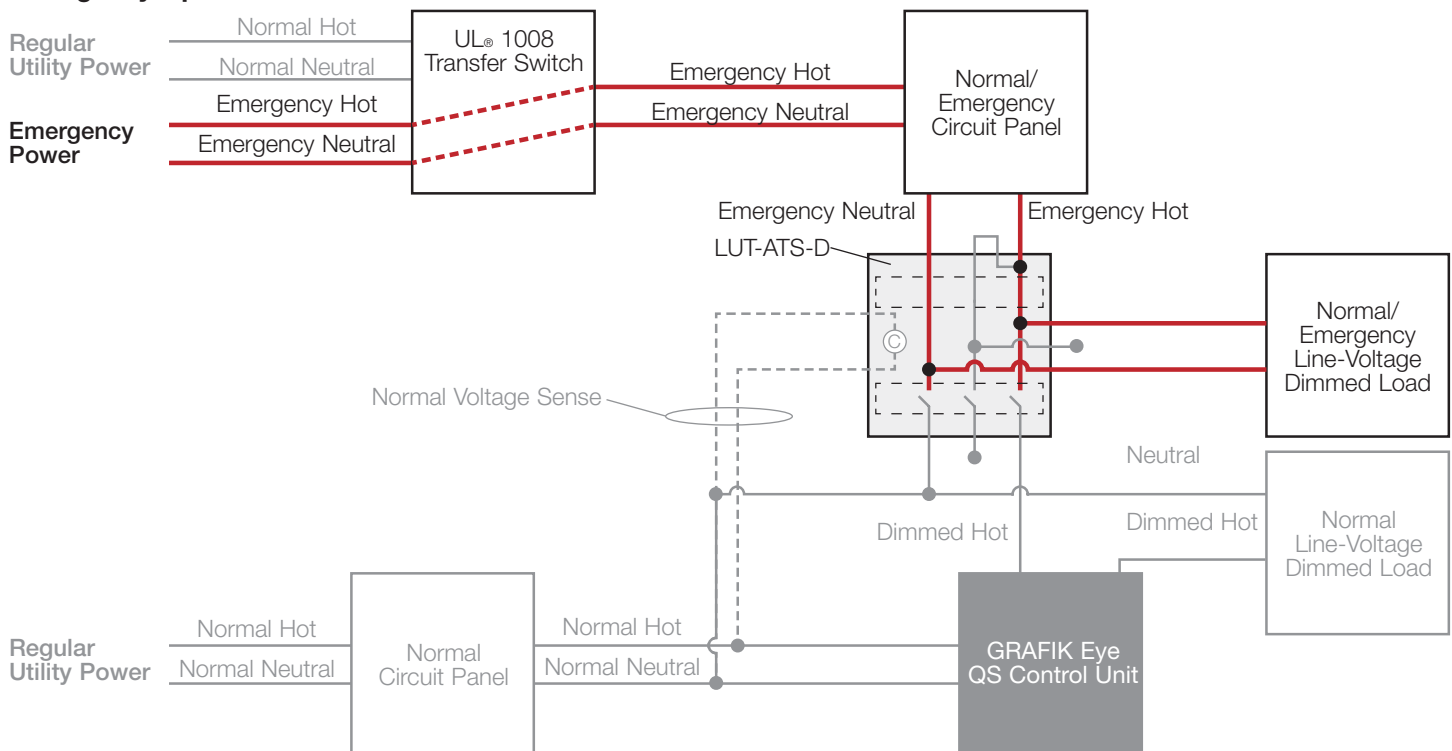 Normal Hot
Regular
Utility Power
Normal Neutral
UL® 1008
Transfer Switch
Emergency Hot
Emergency
Power
Emergency Neutral
Emergency Hot
Emergency Neutral
Normal/
Emergency
Circuit Panel
Emergency Neutral
Emergency Hot
LUT-ATS-D
C
Normal/
Emergency
Line-Voltage
Dimmed Load
Normal Voltage Sense
Neutral
Dimmed Hot
Dimmed Hot
Normal
Line-Voltage
Dimmed Load
Regular
Utility Power
Normal Hot
Normal Neutral
Normal
Circuit Panel
Normal Hot
Normal Neutral
GRAFIK Eye
QS Control Unit